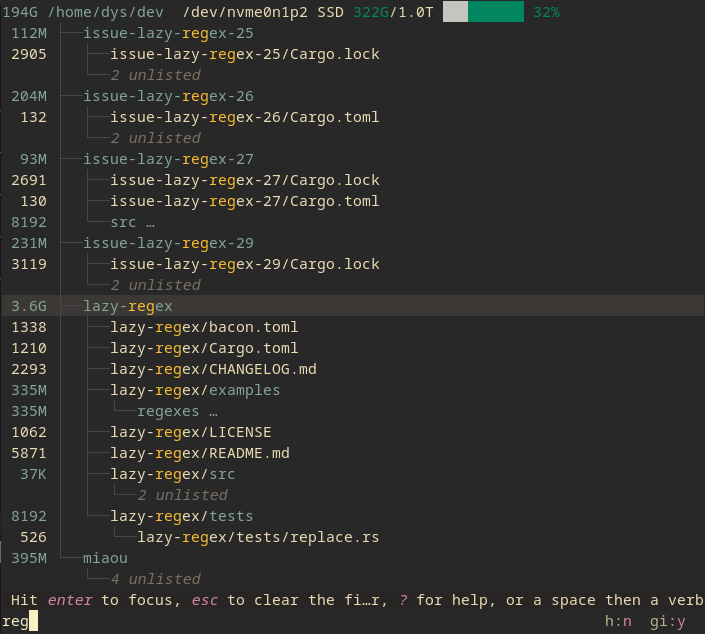 194G /home/dys/dev  /dev/nvme0n1p2 SSD 322G/1.0T 32%
112M issue-lazy-regex-25
2905 issue-lazy-regex-25/Cargo.lock
2 unlisted
204M issue-lazy-regex-26
132 issue-lazy-regex-26/Cargo.toml
2 unlisted
93M issue-lazy-regex-27
2691 issue-lazy-regex-27/Cargo.lock
130 issue-lazy-regex-27/Cargo.toml
8192 src …
231M issue-lazy-regex-29
3119 issue-lazy-regex-29/Cargo.lock
2 unlisted
3.6G lazy-regex
1338 lazy-regex/bacon.toml
1210 lazy-regex/Cargo.toml
2293 lazy-regex/CHANGELOG.md
335M lazy-regex/examples
335M regexes …
1062 lazy-regex/LICENSE
5871 lazy-regex/README.md
37K lazy-regex/src
2 unlisted
8192 lazy-regex/tests
526 lazy-regex/tests/replace.rs
395M miaou
4 unlisted
Hit enter to focus, esc to clear the fi…r, ? for help, or a space then a verb
reg h:n  gi:y